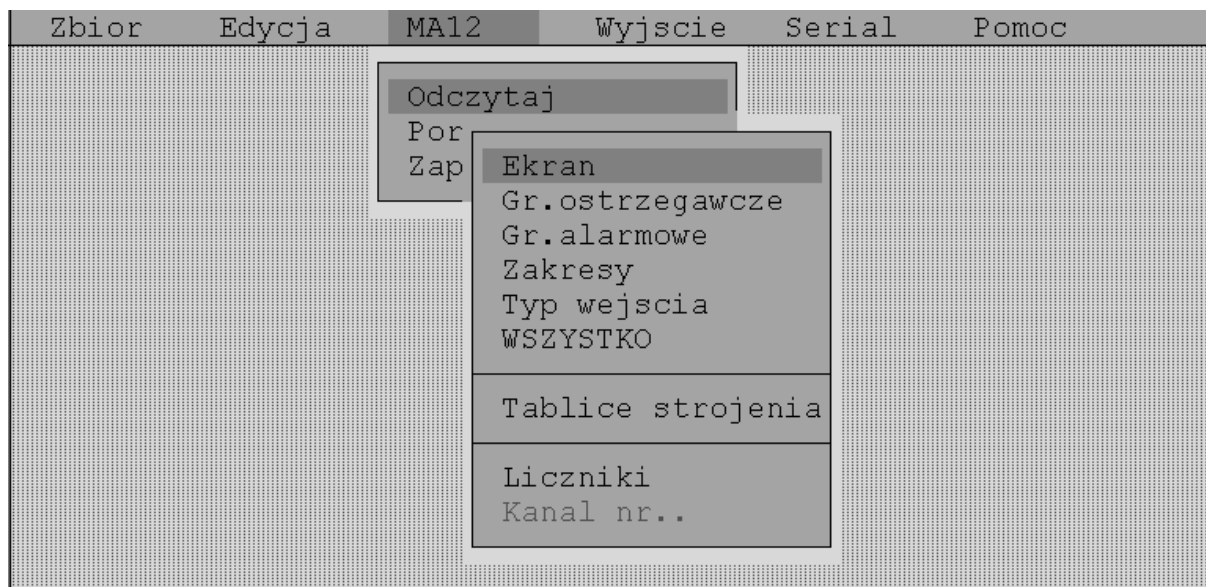 Zbior Edycja MA12 Wyjscie Serial Pomoc
Odczytaj
Por
Zap
Ekran
Gr.ostrzegawcze
Gr.alarmowe
Zakresy
Typ wejscia
WSZYSTKO
Tablice strojenia
Liczniki
Kanal nr..